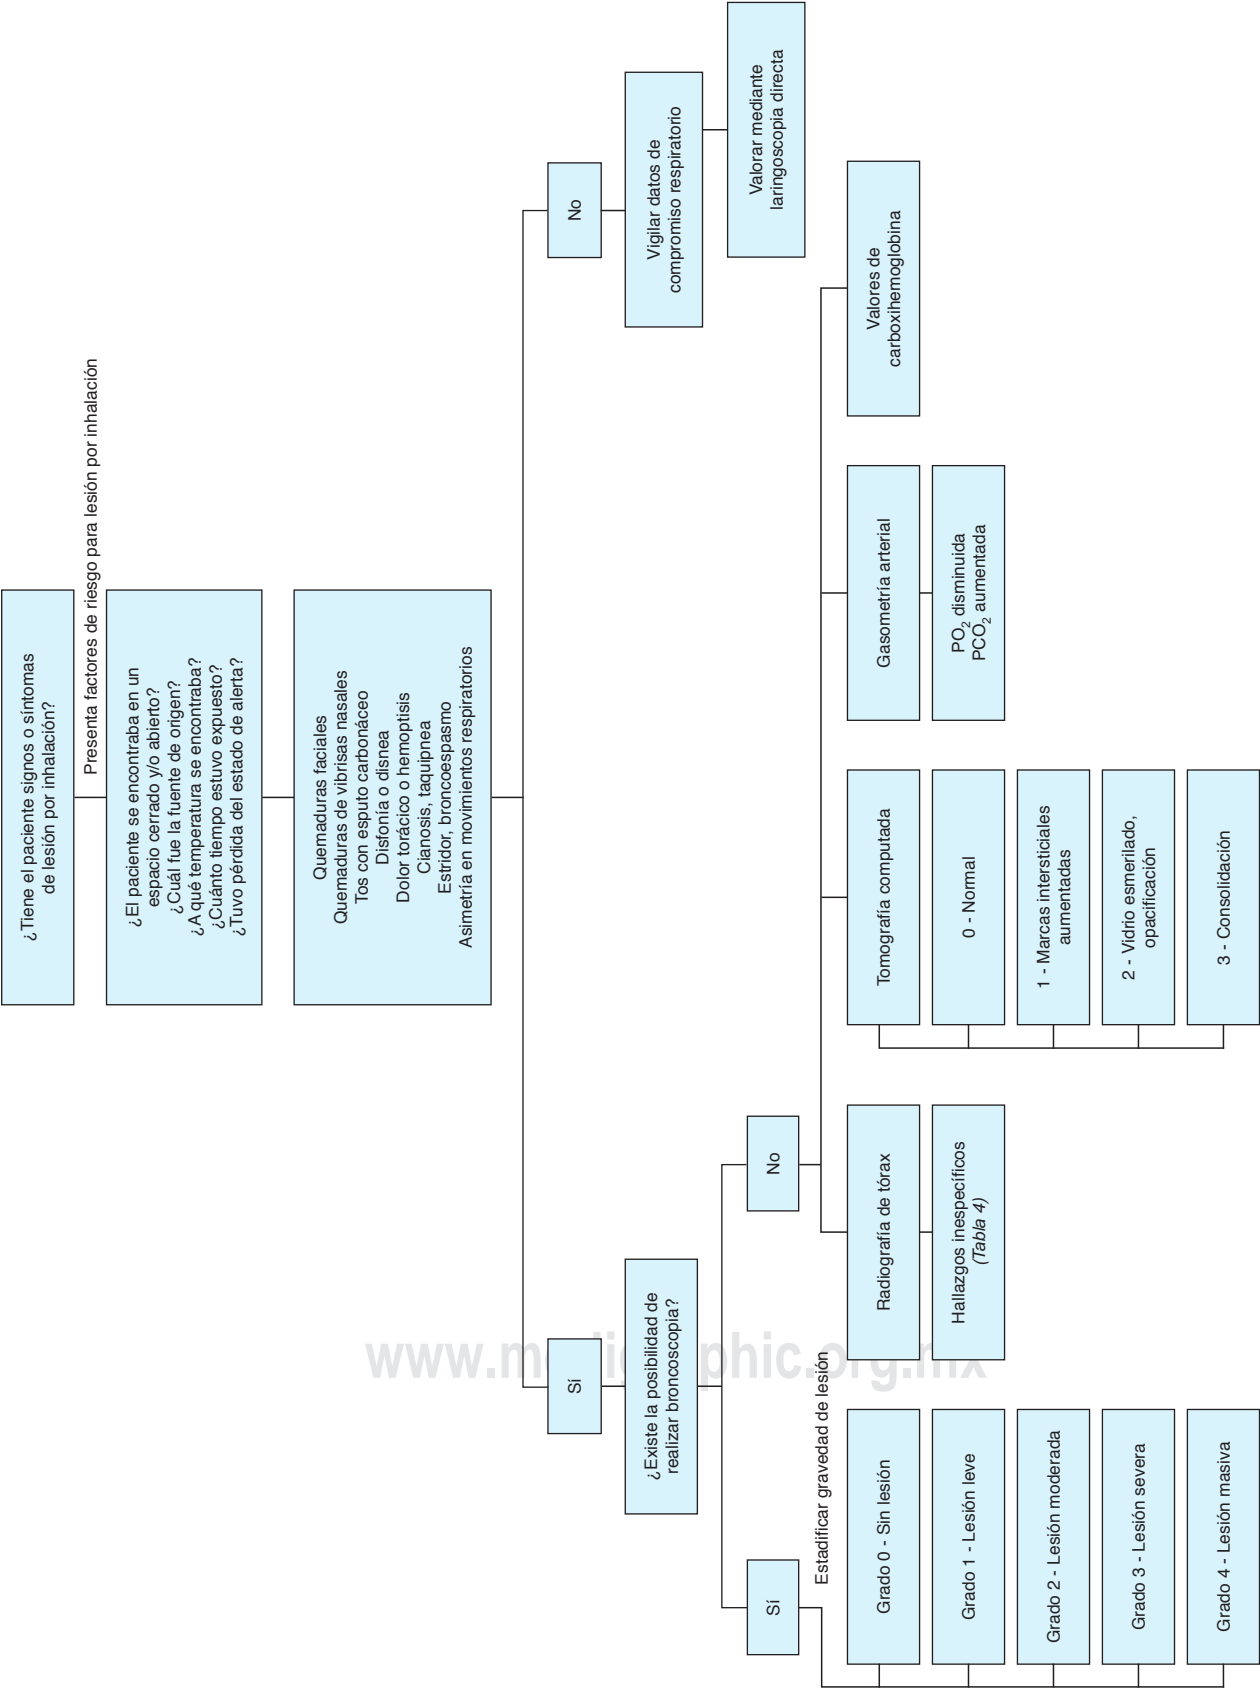 ¿Tiene el paciente signos o síntomas
de lesión por inhalación?
Presenta factores de riesgo para lesión por inhalación
¿El paciente se encontraba en un
espacio cerrado y/o abierto?
¿Cuál fue la fuente de origen?
¿A qué temperatura se encontraba?
¿Cuánto tiempo estuvo expuesto?
¿Tuvo pérdida del estado de alerta?
Quemaduras faciales
Quemaduras de vibrisas nasales
Tos con esputo carbonáceo
Disfonía o disnea
Dolor torácico o hemoptisis
Cianosis, taquipnea
Estridor, broncoespasmo
Asimetría en movimientos respiratorios
Sí
No
¿Existe la posibilidad de
realizar broncoscopia?
Vigilar datos de
compromiso respiratorio
Valorar mediante
laringoscopia directa
Sí
No
Estadificar gravedad de lesión
Grado 0 - Sin lesión
Grado 1 - Lesión leve
Grado 2 - Lesión moderada
Grado 3 - Lesión severa
Grado 4 - Lesión masiva
Radiografía de tórax
Hallazgos inespecíficos
(Tabla 4)
Tomografía computada
0 - Normal
1 - Marcas intersticiales
aumentadas
2 - Vidrio esmerilado,
opacificación
3 - Consolidación
Gasometría arterial
PO2 disminuida
PCO2 aumentada
Valores de
carboxihemoglobina
www.medigraphic.org.mx